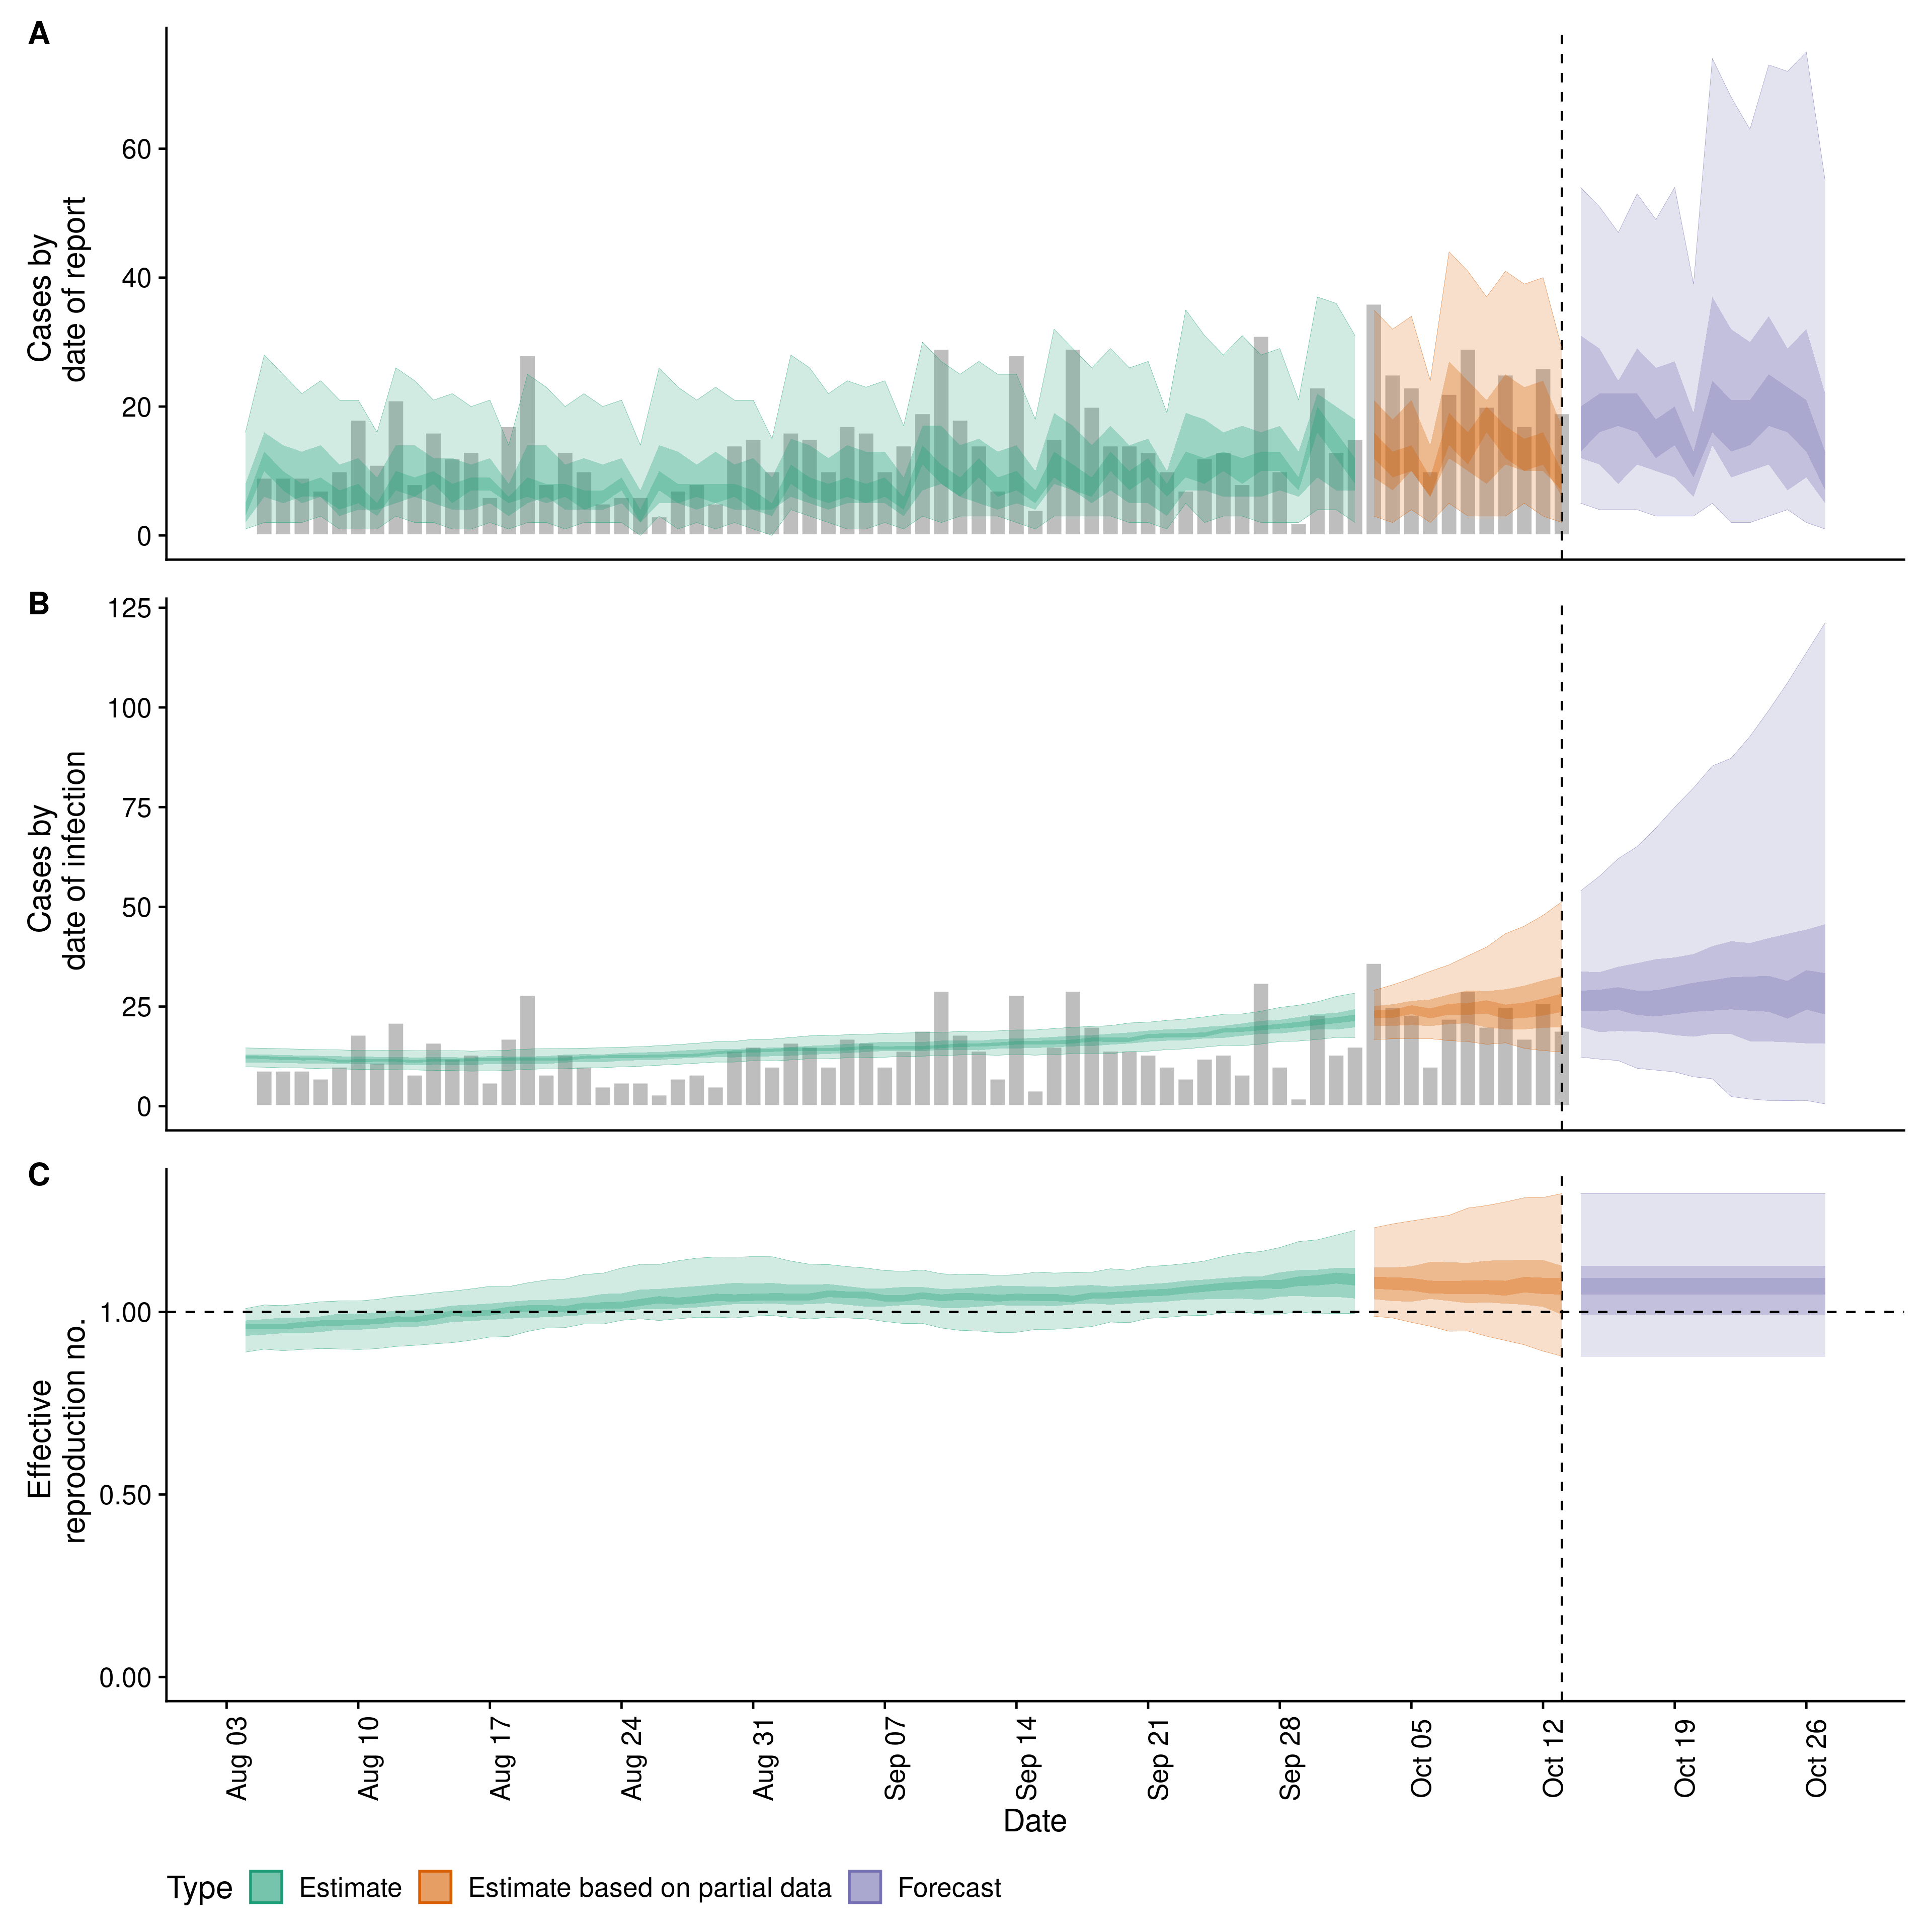 A
Cases by
date of report
60
40
20
0
B
Cases by
date of infection
125
100
75
50
25
0
C
Effective
reproduction no.
1.00
0.50
0.00
Aug 03
Aug 10
Aug 17
Aug 24
Aug 31
Sep 07
Sep 14
Sep 21
Sep 28
Oct 05
Oct 12
Oct 19
Oct 26
Date
Type Estimate Estimate based on partial data Forecast